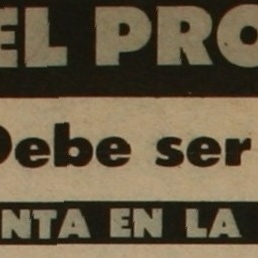 EL PRO
Debe ser
NTA EN LA